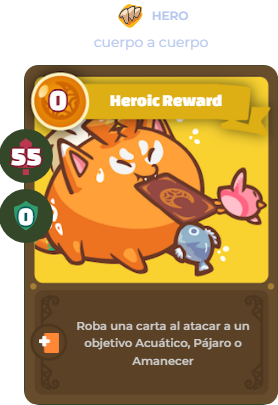 HERO
cuerpo a cuerpo
0
Heroic Reward
55
0
Roba una carta al atacar a un
objetivo Acuático, Pájaro o
Amanecer